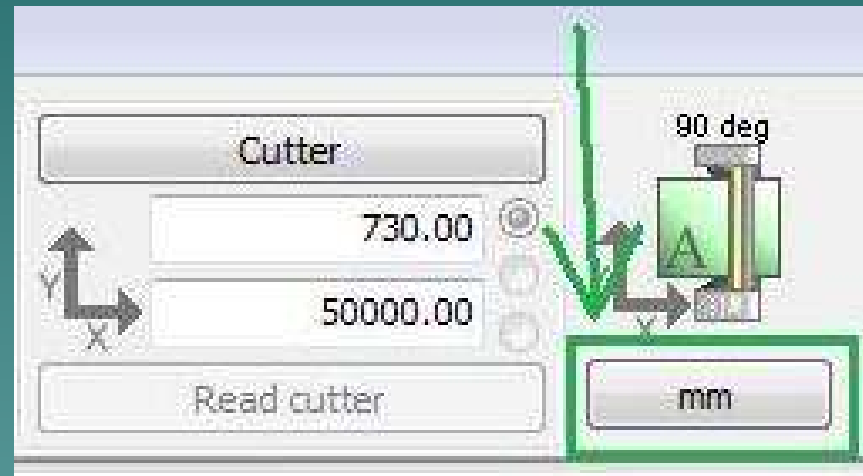 90 deg
Cutter
730.00
A
Y
50000.00
X
X
Read cutter
mm